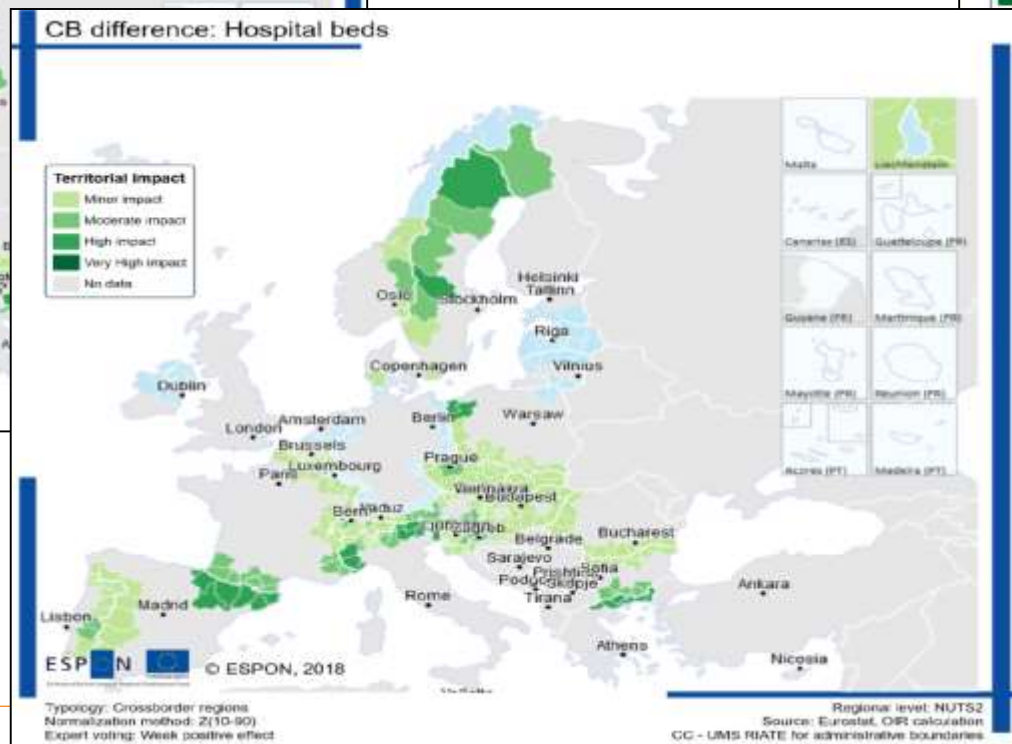 CB difference: Hospital beds
Territorial Impact
Minor impact
Moderate impact
High impact
Very High impact
No data
Malta
Liechtenstein
Canarias (ES)
Guadeloupe (FR)
Guyane (FR)
Martinique (FR)
Mayotte (FR)
Reunion (FR)
Acores (PT)
Madeira (PT)
Helsinki
Tallinn
Oslo
Stockholm
Riga
Copenhagen
Vilnius
Dublin
Amsterdam
Berlin
Warsaw
London
Brussels
Prague
Luxembourg
Paris
Vienna
Budapest
Bern
Vaduz
Zagreb
Belgrade
Bucharest
Sarajevo
Sofia
Skopje
Tirana
Rome
Ankara
Madrid
Lisbon
Athens
Nicosia
ESPON
© ESPON, 2018
Typology: Crossborder regions
Normalization method: Z(10-90)
Expert voting: Weak positive effect
Regional level: NUTS2
Source: Eurostat, OIR calculation
CC - UMS RIATE for administrative boundaries